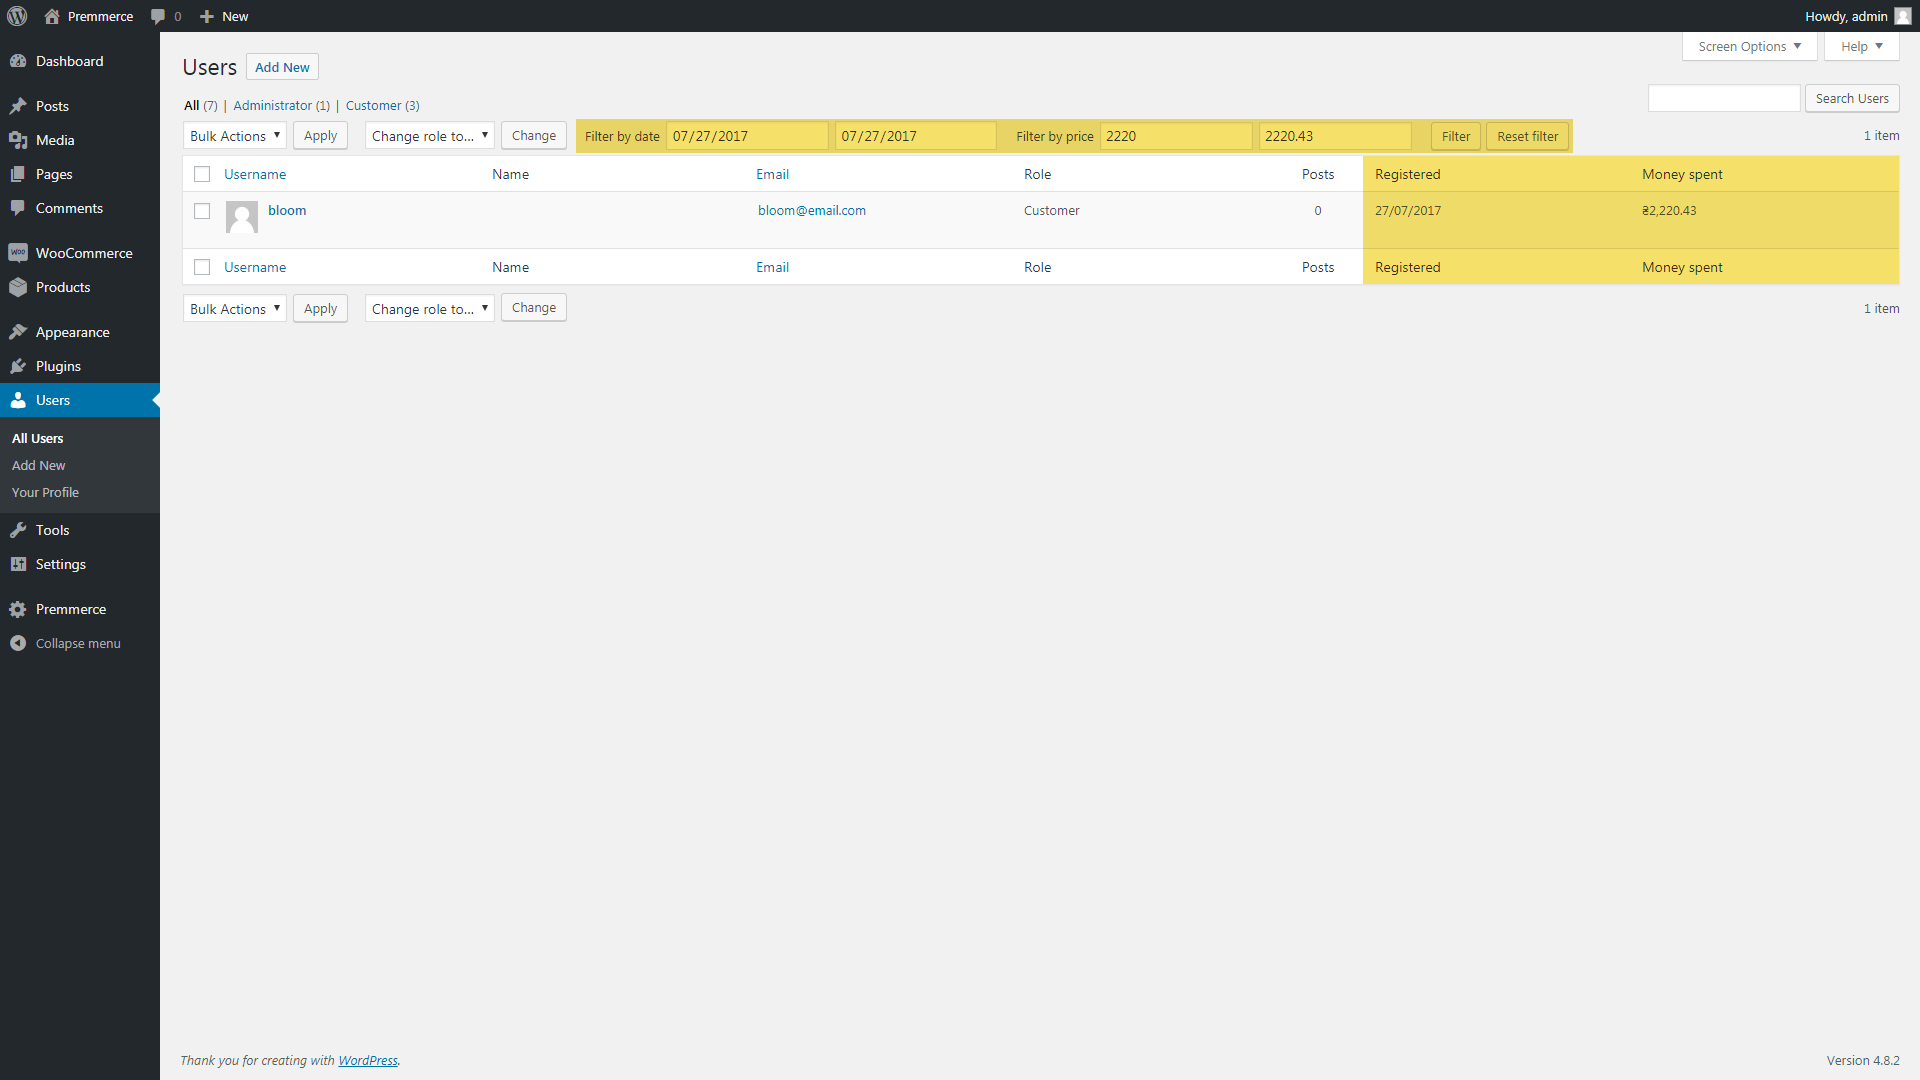 Premmerce 0 New Howdy, admin
Screen Options Help
Dashboard
Posts
Media
Pages
Comments
WooCommerce
Products
Appearance
Plugins
Users
All Users
Add New
Your Profile
Tools
Settings
Premmerce
Collapse menu
Users Add New
All (7) | Administrator (1) | Customer (3)
Search Users
Bulk Actions Apply Change role to... Change Filter by date 07/27/2017 07/27/2017 Filter by price 2220 2220.43 Filter Reset filter 1 item
Username Name Email Role Posts Registered Money spent
bloom bloom@email.com Customer 0 27/07/2017 ₴2,220.43
Username Name Email Role Posts Registered Money spent
Bulk Actions Apply Change role to... Change 1 item
Thank you for creating with WordPress. Version 4.8.2